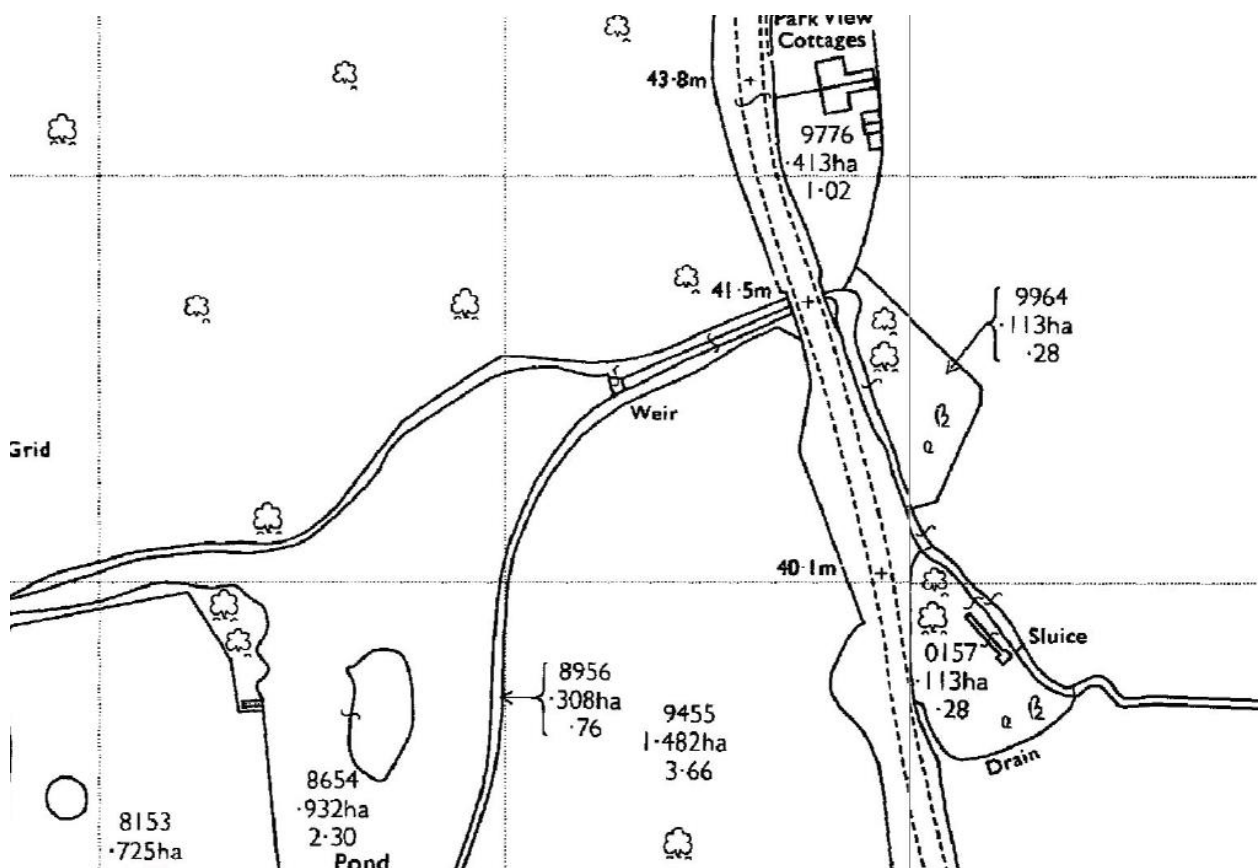 Park View
Cottages
43·8m
9776
·413ha
1·02
41·5m
9964
·113ha
·28
Weir
Grid
40·1m
Sluice
0157
·113ha
·28
Drain
8956
·308ha
·76
9455
1·482ha
3·66
8654
·932ha
2·30
Pond
8153
·725ha